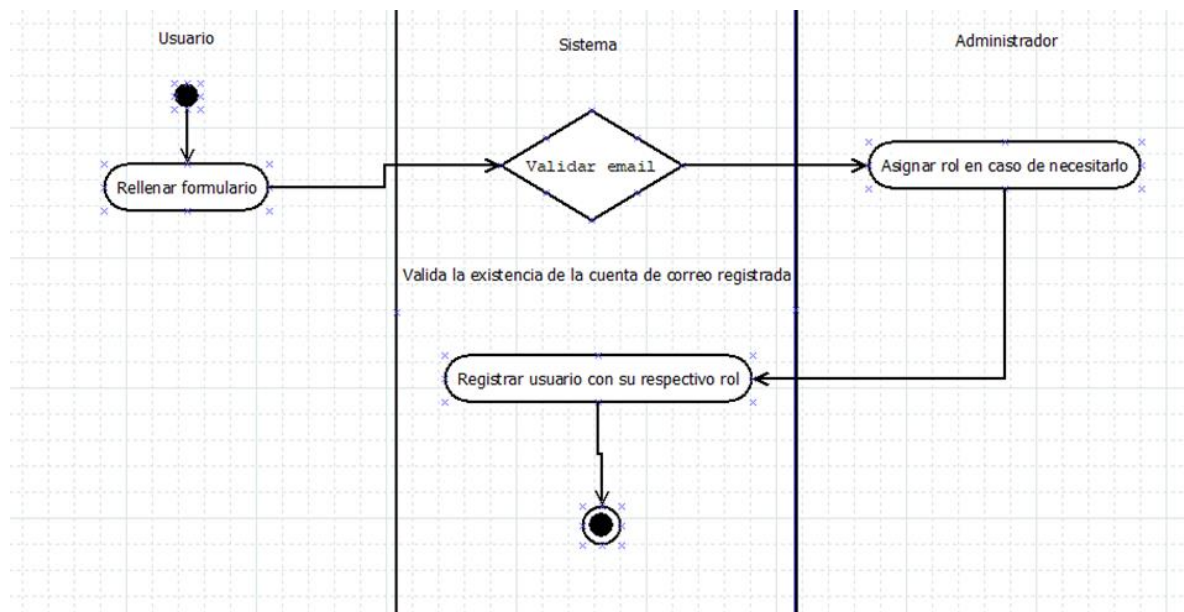 Usuario
Sistema
Administrador
Rellenar formulario
Validar email
Asignar rol en caso de necesitarlo
Valida la existencia de la cuenta de correo registrada
Registrar usuario con su respectivo rol